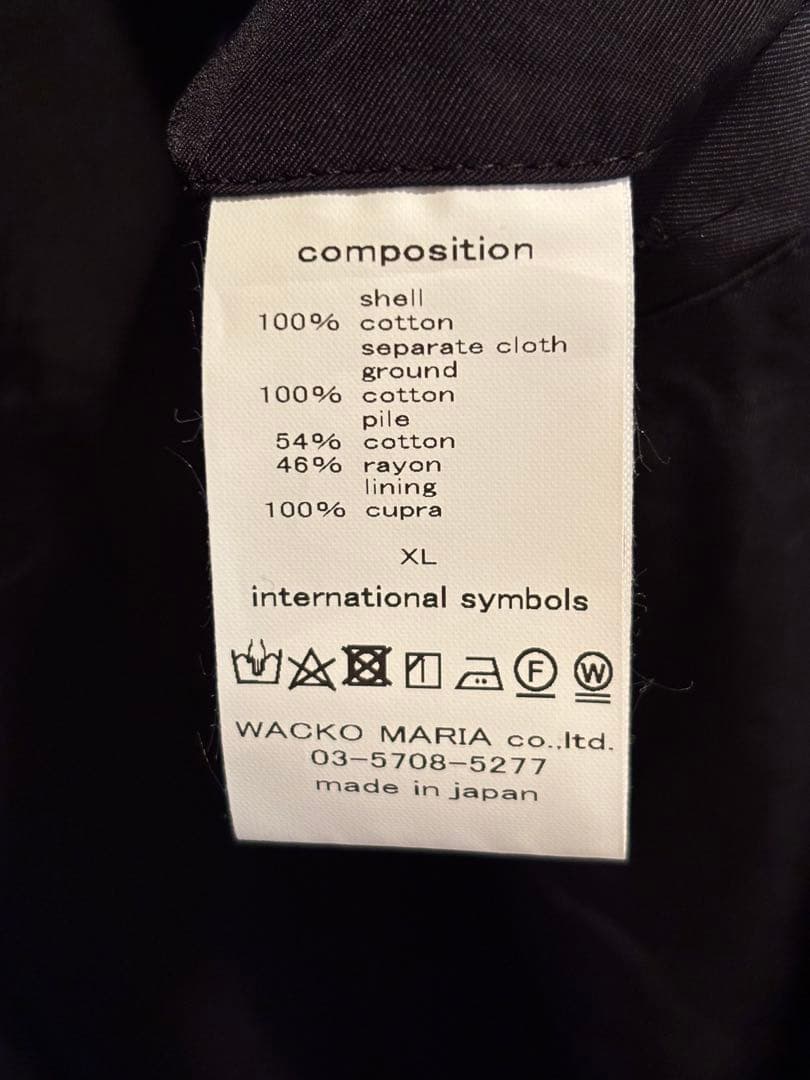 composition
shell
100% cotton
separate cloth
ground
100% cotton
pile
54% cotton
46% rayon
lining
100% cupra
XL
international symbols
F W
WACKO MARIA co.,ltd.
03-5708-5277
made in japan